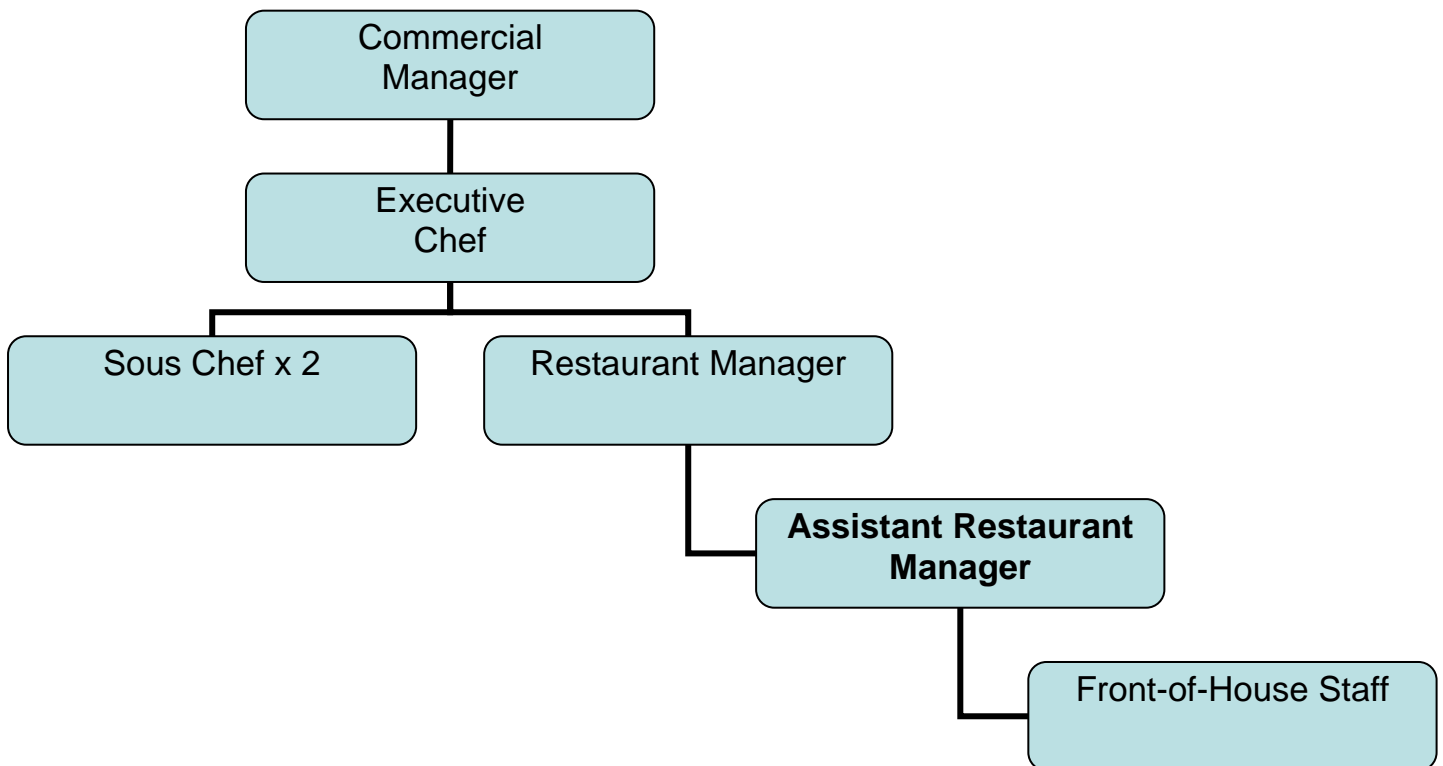 Commercial
Manager
Executive
Chef
Sous Chef x 2
Restaurant Manager
Assistant Restaurant
Manager
Front-of-House Staff